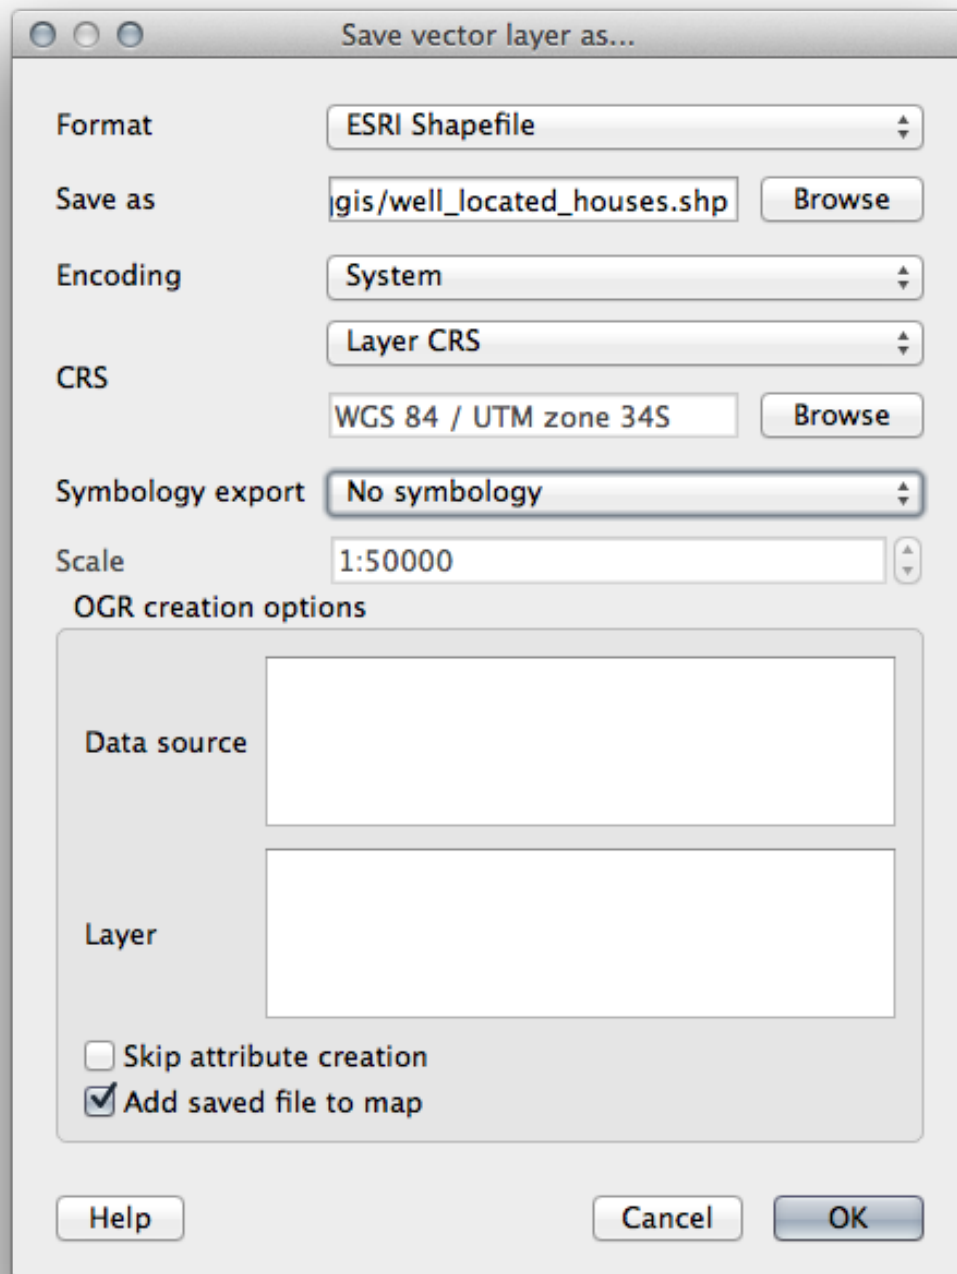 Save vector layer as...
Format ESRI Shapefile
Save as gis/well_located_houses.shp Browse
Encoding System
Layer CRS
CRS
WGS 84 / UTM zone 34S Browse
Symbology export No symbology
Scale 1:50000
OGR creation options
Data source
Layer
Skip attribute creation
Add saved file to map
Help Cancel OK